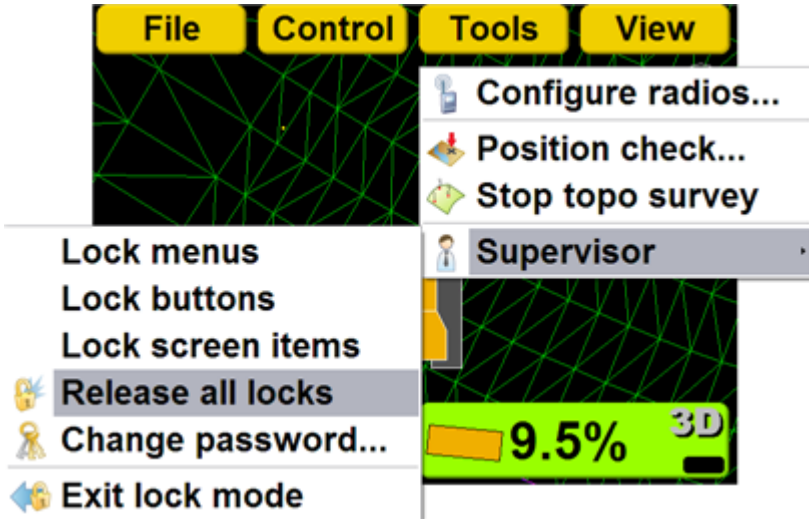 File Control Tools View
Configure radios...
Position check...
Stop topo survey
Supervisor
Lock menus
Lock buttons
Lock screen items
Release all locks
Change password...
Exit lock mode
9.5% 3D